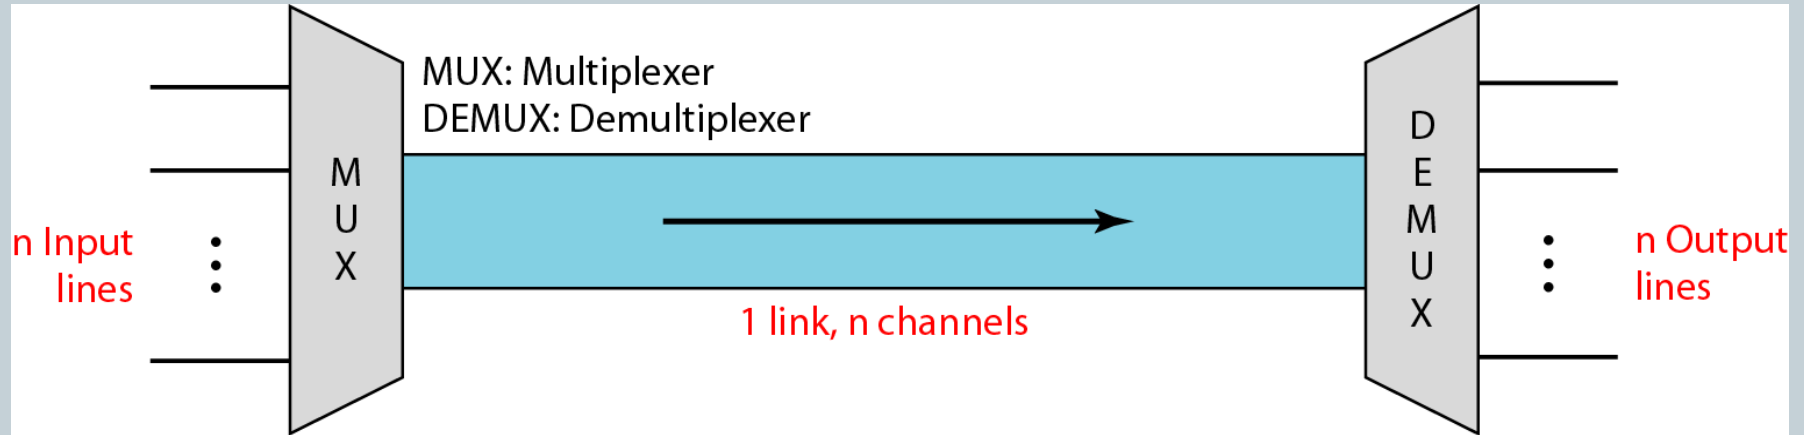 MUX: Multiplexer
DEMUX: Demultiplexer
n Input
lines
M
U
X
1 link, n channels
D
E
M
U
X
n Output
lines